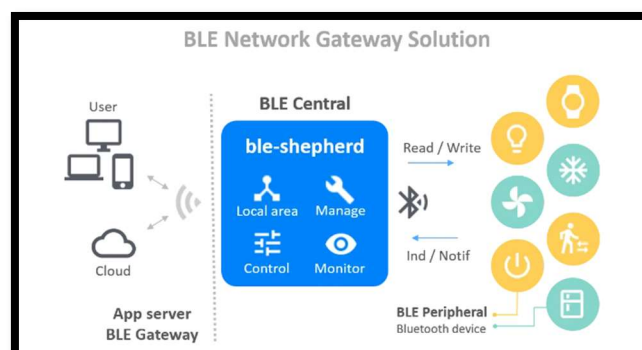 BLE Network Gateway Solution
User
Cloud
App server
BLE Gateway
BLE Central
ble-shepherd
Local area
Manage
Control
Monitor
Read / Write
Ind / Notif
BLE Peripheral
Bluetooth device